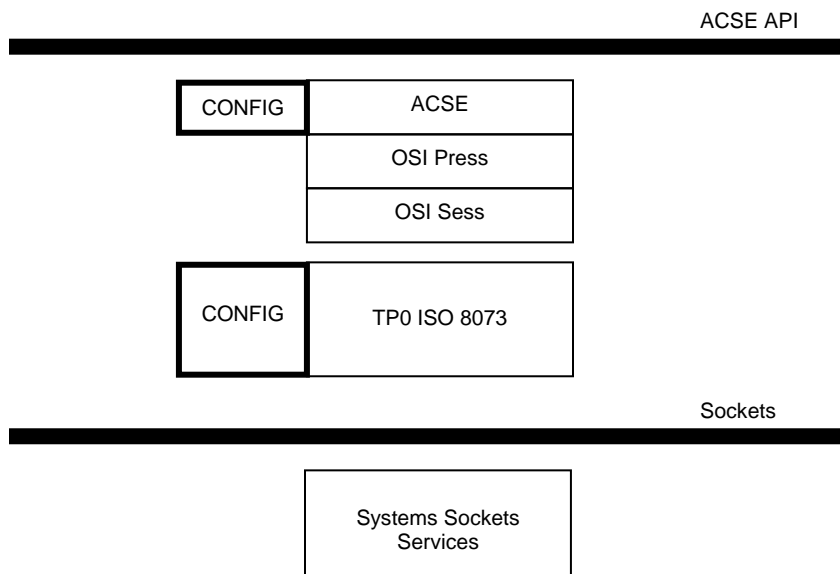 ACSE API
CONFIG
ACSE
OSI Press
OSI Sess
CONFIG
TP0 ISO 8073
Sockets
Systems Sockets
Services